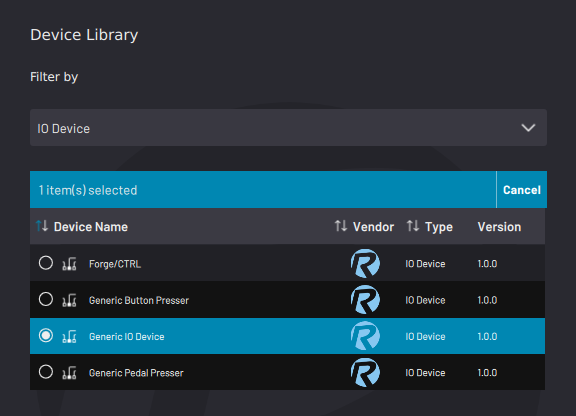 Device Library
Filter by
IO Device
1 item(s) selected Cancel
Device Name Vendor Type Version
Forge/CTRL R IO Device 1.0.0
Generic Button Presser R IO Device 1.0.0
Generic IO Device R IO Device 1.0.0
Generic Pedal Presser R IO Device 1.0.0